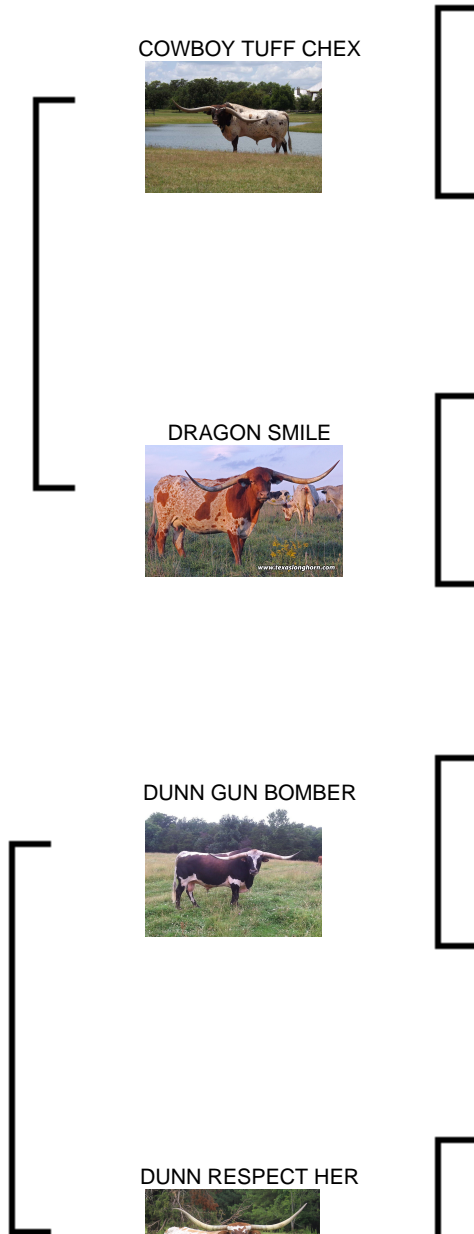 COWBOY TUFF CHEX
DRAGON SMILE
www.texaslonghorn.com
DUNN GUN BOMBER
DUNN RESPECT HER